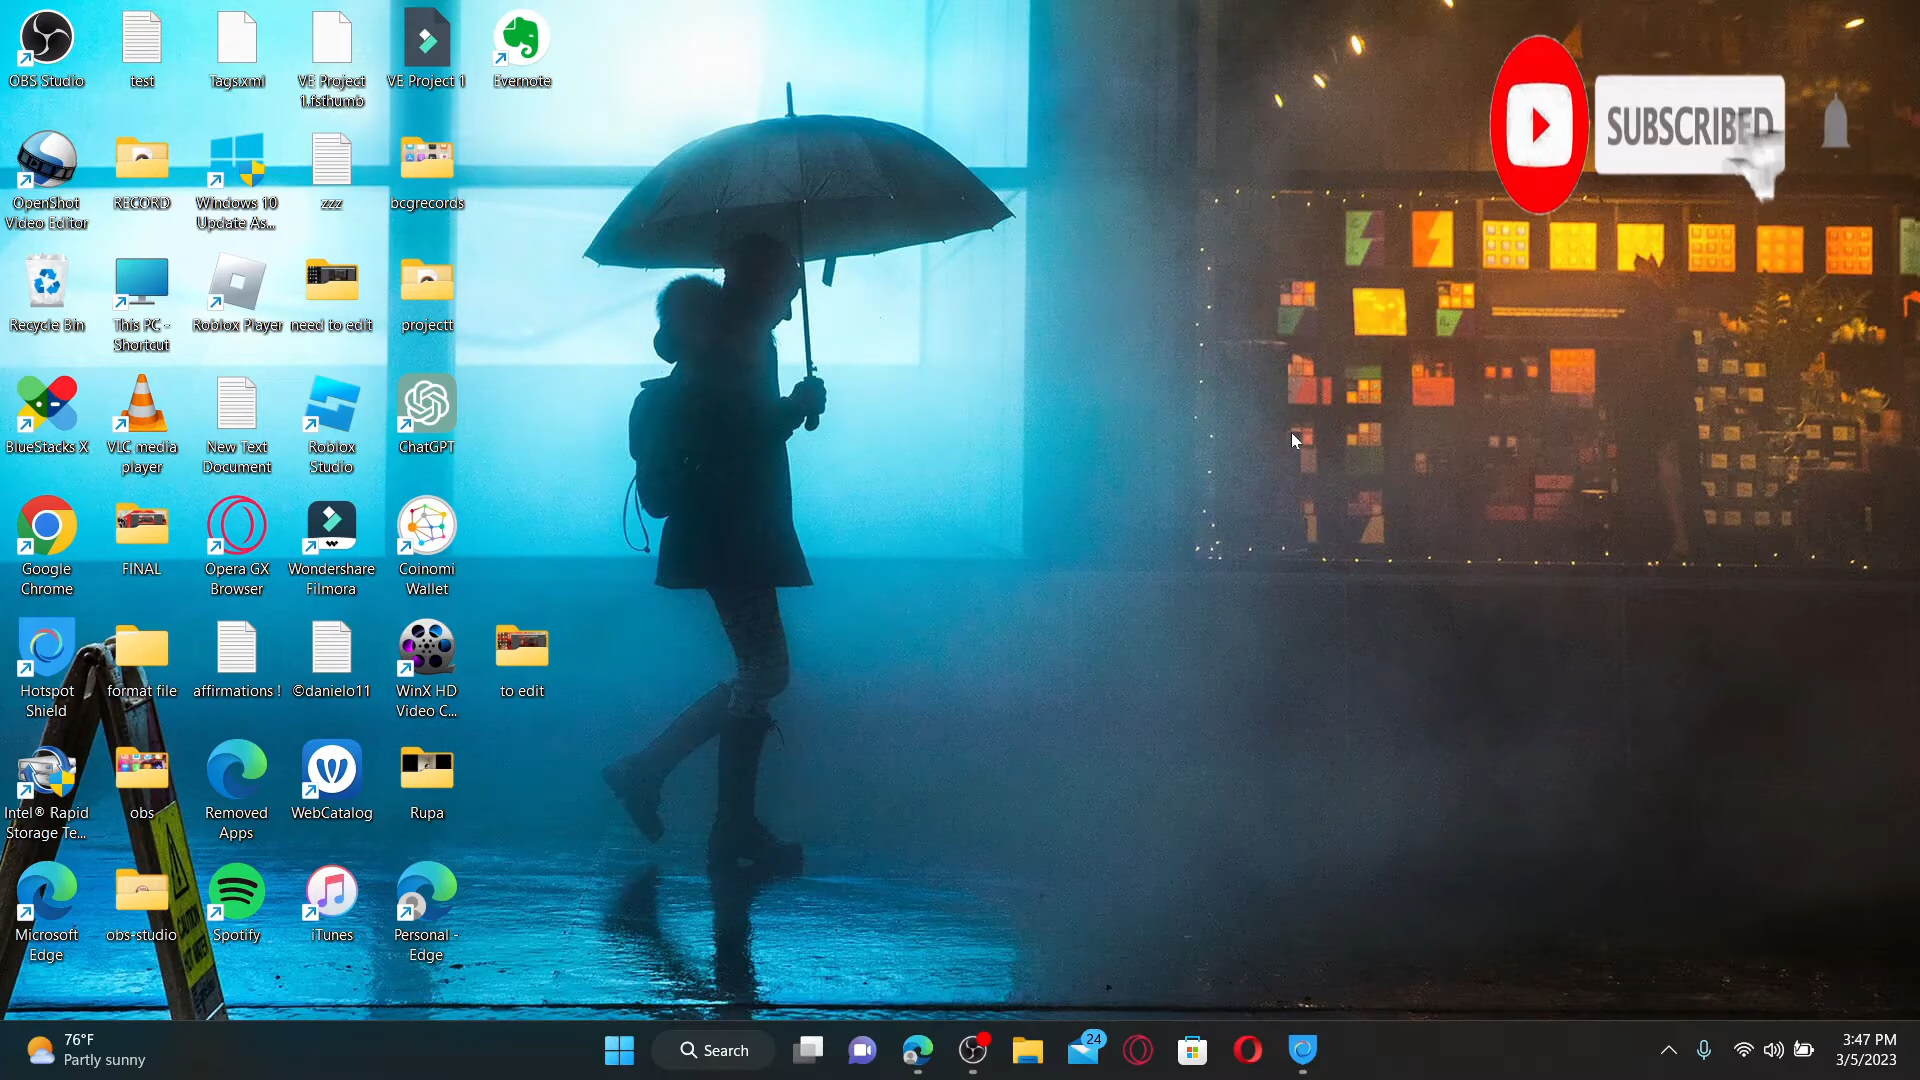 OBS Studio
test
Tags.xml
VE Project
1.fsthumb
VE Project 1
Evernote
SUBSCRIBED
OpenShot
Video Editor
RECORD
Windows 10
Update As...
zzz
bcgrecords
Recycle Bin
This PC -
Shortcut
Roblox Player
need to edit
projectt
BlueStacks X
VLC media
player
New Text
Document
Roblox
Studio
ChatGPT
Google
Chrome
FINAL
Opera GX
Browser
Wondershare
Filmora
Coinomi
Wallet
Hotspot
Shield
format file
affirmations !
©danielo11
WinX HD
Video C...
to edit
Intel® Rapid
Storage Te...
obs
Removed
Apps
WebCatalog
Rupa
CAUTION
Microsoft
Edge
obs-studio
Spotify
iTunes
Personal -
Edge
76°F
Partly sunny
Search
24
3:47 PM
3/5/2023